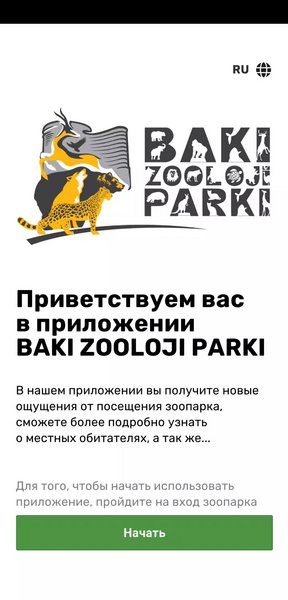 RU
BAKI
ZOOLOJI
PARKI
Приветствуем вас
в приложении
BAKI ZOOLOJI PARKI
В нашем приложении вы получите новые
ощущения от посещения зоопарка,
сможете более подробно узнать
о местных обитателях, а так же...
Для того, чтобы начать использовать
приложение, пройдите на вход зоопарка
Начать